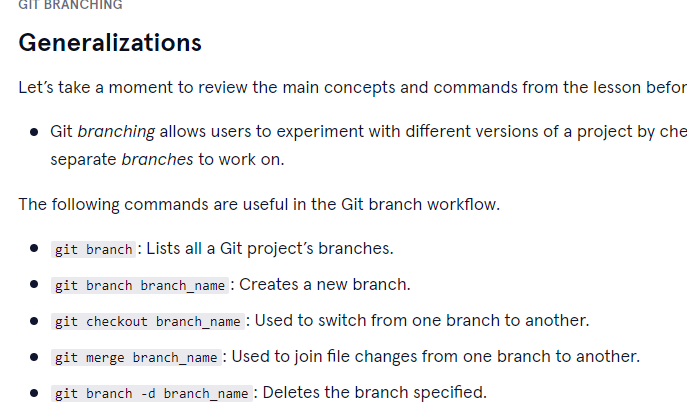 GIT BRANCHING
Generalizations
Let’s take a moment to review the main concepts and commands from the lesson befor
Git branching allows users to experiment with different versions of a project by che
separate branches to work on.
The following commands are useful in the Git branch workflow.
git branch: Lists all a Git project’s branches.
git branch branch_name: Creates a new branch.
git checkout branch_name: Used to switch from one branch to another.
git merge branch_name: Used to join file changes from one branch to another.
git branch -d branch_name: Deletes the branch specified.